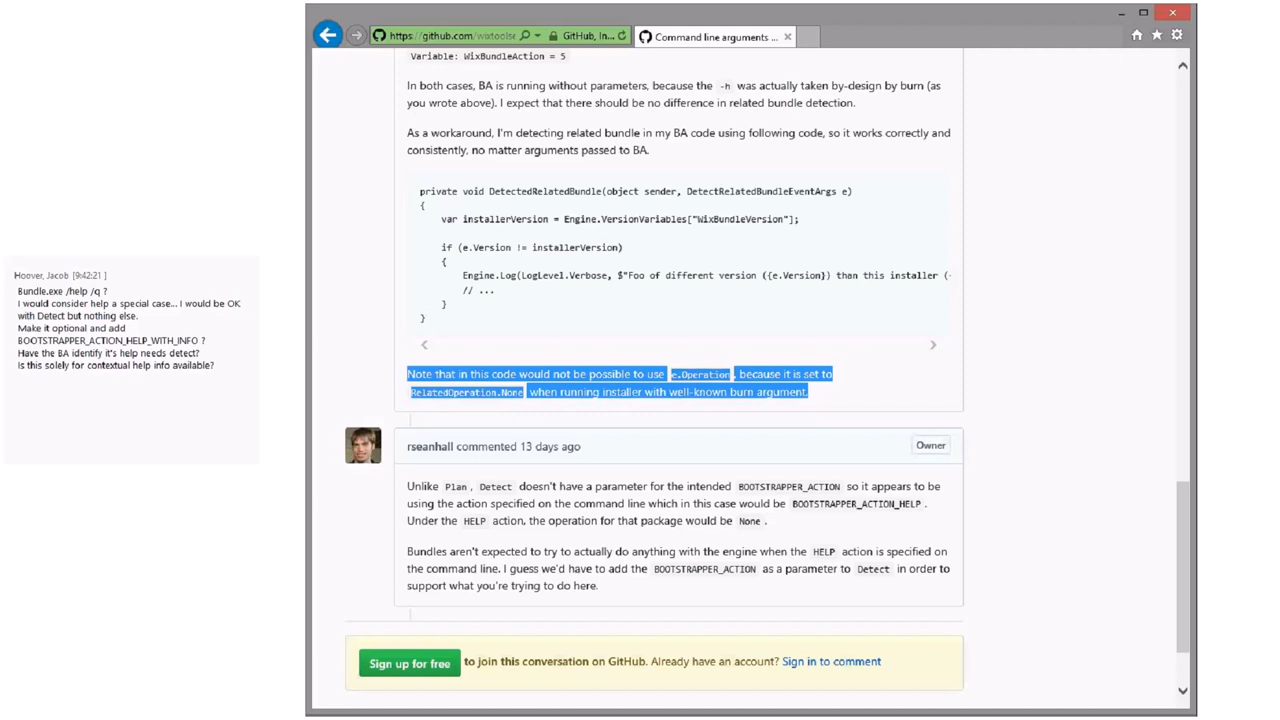 https://github.com/wixtoolse
GitHub, In...
Command line arguments ...
Variable: WixBundleAction = 5
In both cases, BA is running without parameters, because the -h was actually taken by-design by burn (as
you wrote above). I expect that there should be no difference in related bundle detection.
As a workaround, I'm detecting related bundle in my BA code using following code, so it works correctly and
consistently, no matter arguments passed to BA.
private void DetectedRelatedBundle(object sender, DetectRelatedBundleEventArgs e)
{
var installerVersion = Engine.VersionVariables["WixBundleVersion"];
if (e.Version != installerVersion)
{
Engine.Log(LogLevel.Verbose, $"Foo of different version ({e.Version}) than this installer (
// ...
}
}
Note that in this code would not be possible to use e.Operation, because it is set to
RelatedOperation.None when running installer with well-known burn argument.
rseanhall commented 13 days ago
Owner
Unlike Plan, Detect doesn't have a parameter for the intended BOOTSTRAPPER_ACTION so it appears to be
using the action specified on the command line which in this case would be BOOTSTRAPPER_ACTION_HELP.
Under the HELP action, the operation for that package would be None.
Bundles aren't expected to try to actually do anything with the engine when the HELP action is specified on
the command line. I guess we'd have to add the BOOTSTRAPPER_ACTION as a parameter to Detect in order to
support what you're trying to do here.
Sign up for free to join this conversation on GitHub. Already have an account? Sign in to comment
Hoover, Jacob [9:42:21 ]
Bundle.exe /help /q ?
I would consider help a special case... I would be OK
with Detect but nothing else.
Make it optional and add
BOOTSTRAPPER_ACTION_HELP_WITH_INFO ?
Have the BA identify it's help needs detect?
Is this solely for contextual help info available?